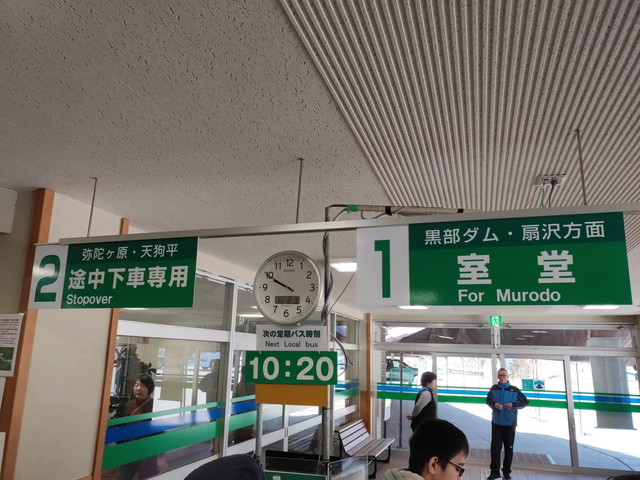 2
弥陀ヶ原・天狗平
途中下車専用
Stopover
次の定期バス時刻
Next Local bus
10:20
1
黒部ダム・扇沢方面
室堂
For Murodo